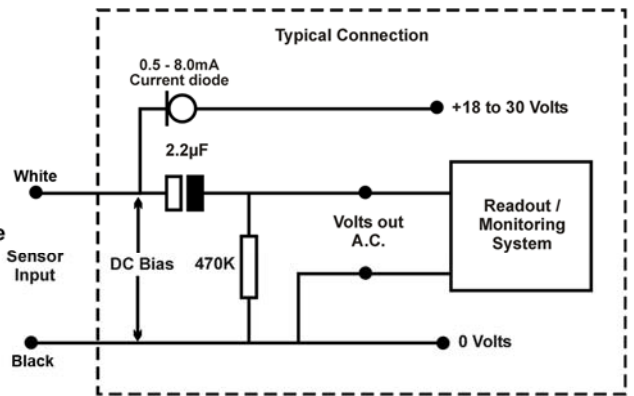 Typical Connection
0.5 - 8.0mA
Current diode
+18 to 30 Volts
2.2µF
White
Readout /
Monitoring
System
Volts out
A.C.
e
Sensor
Input
DC Bias
470K
0 Volts
Black